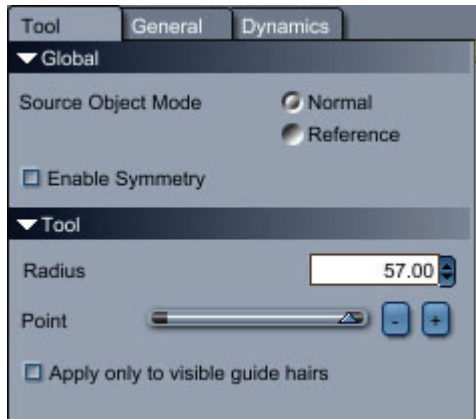 Tool General Dynamics
Global
Source Object Mode Normal
Reference
Enable Symmetry
Tool
Radius 57.00
Point - +
Apply only to visible guide hairs